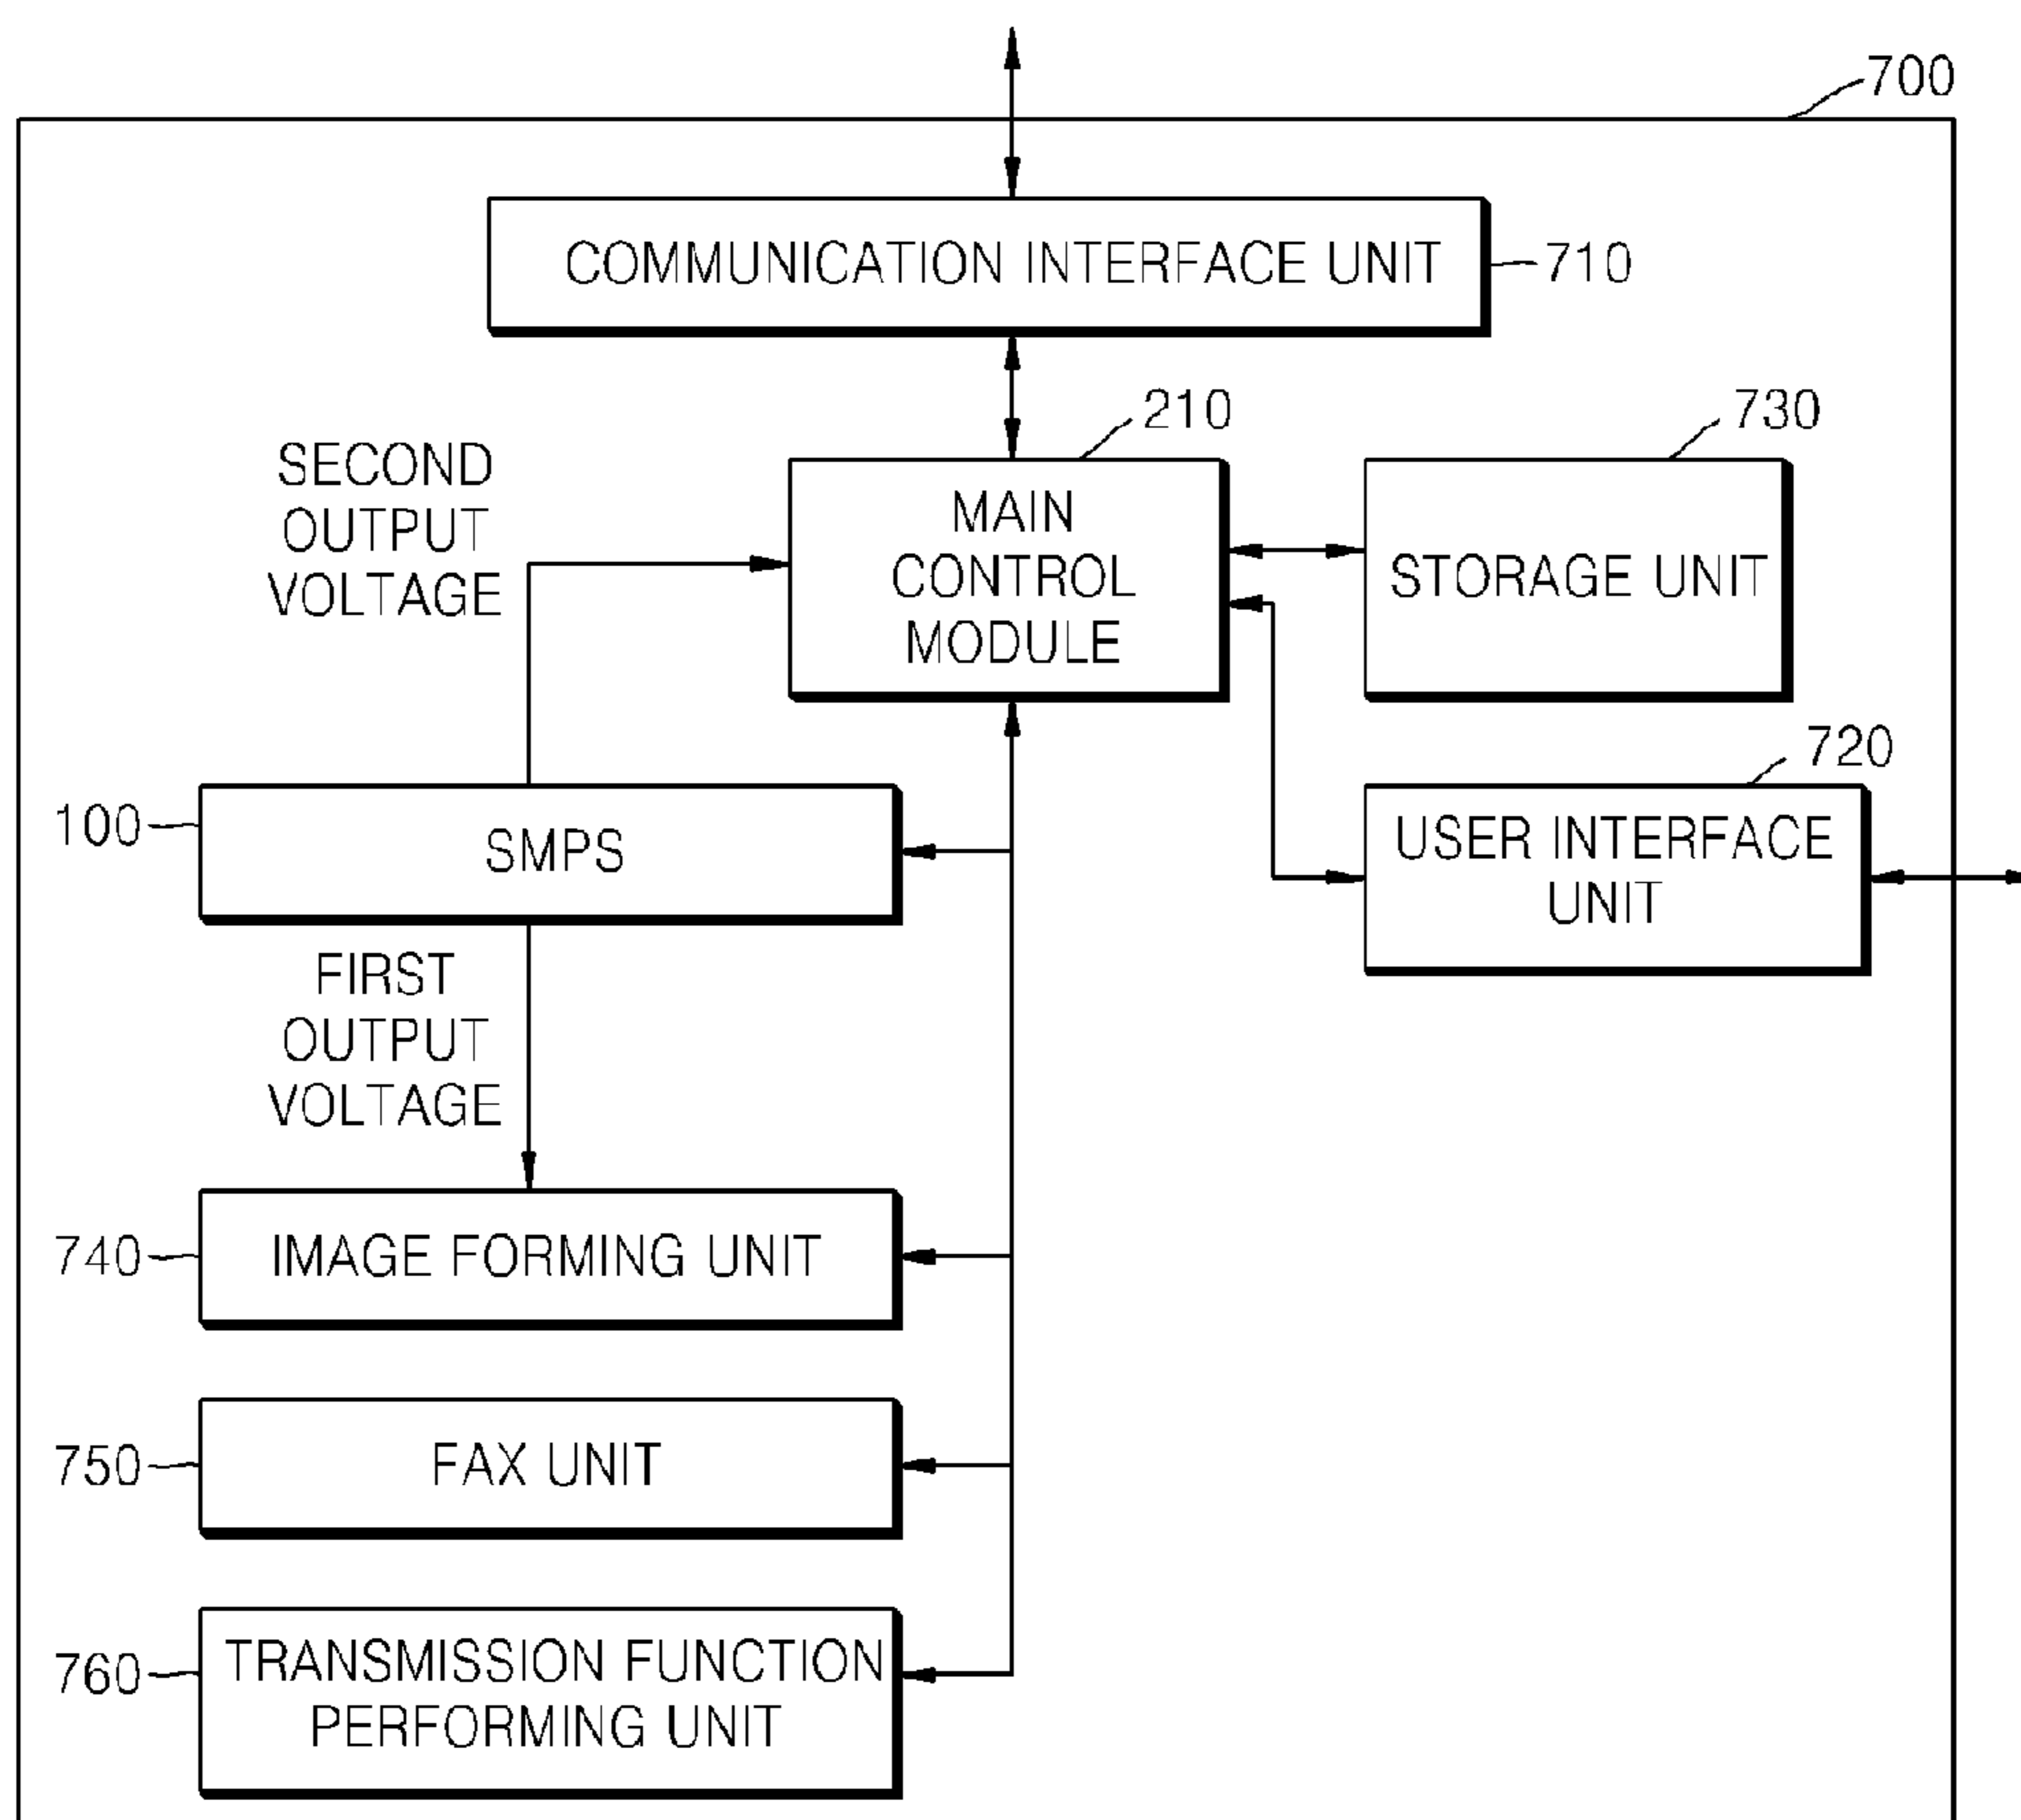 700
COMMUNICATION INTERFACE UNIT
710
210
730
SECOND
OUTPUT
VOLTAGE
MAIN
CONTROL
MODULE
STORAGE UNIT
720
100
SMPS
USER INTERFACE
UNIT
FIRST
OUTPUT
VOLTAGE
740
IMAGE FORMING UNIT
750
FAX UNIT
760
TRANSMISSION FUNCTION
PERFORMING UNIT